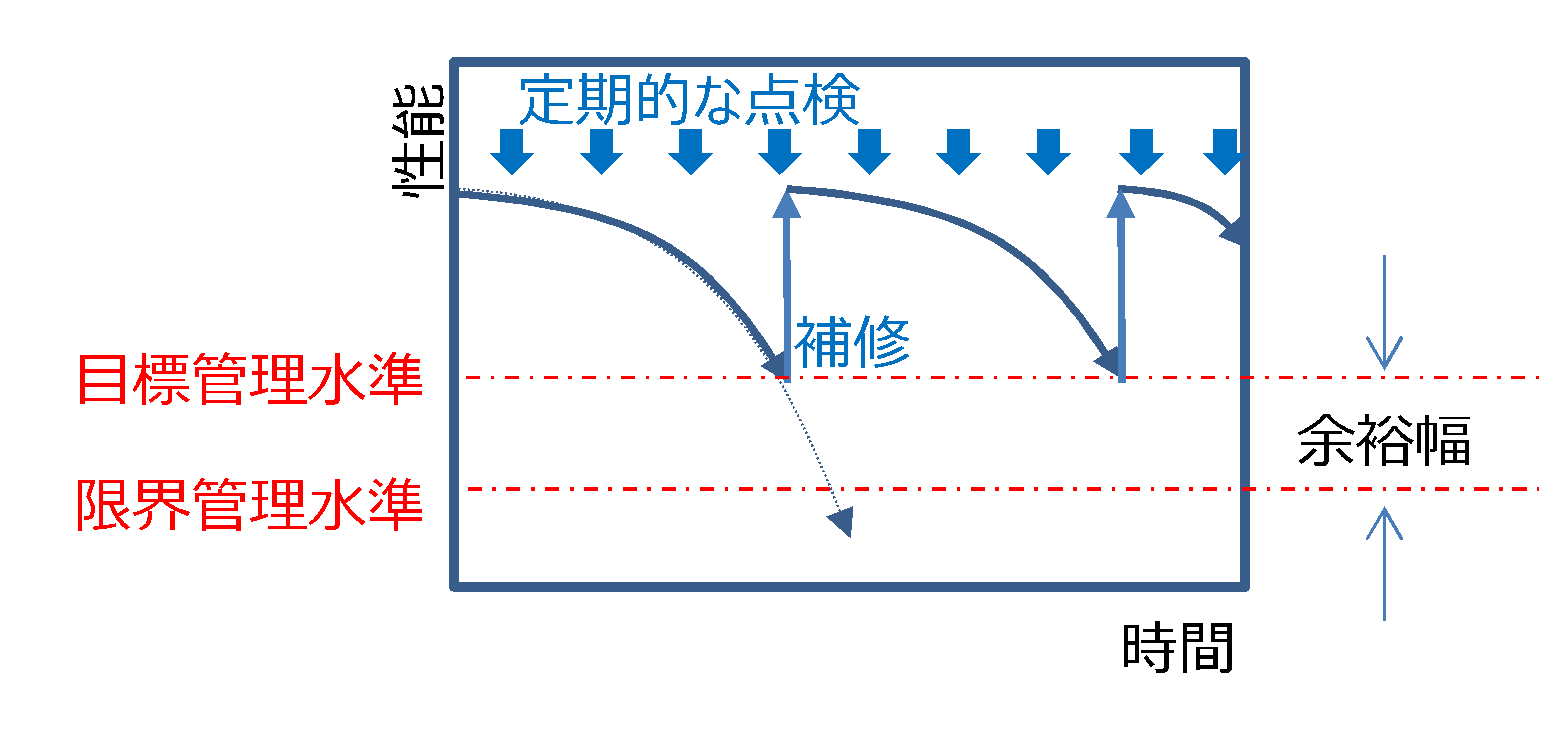 定期的な点検
性能
補修
目標管理水準
余裕幅
限界管理水準
時間